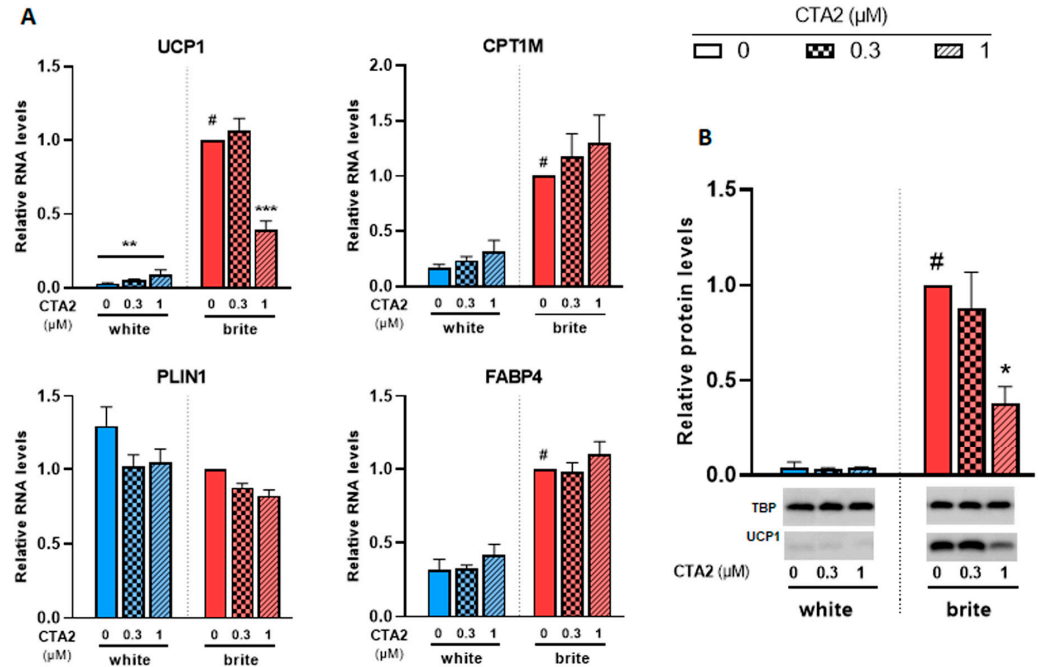 A
UCP1
Relative RNA levels
1.5
1.0
0.5
0.0
**
#
***
CTA2
(µM)
0 0.3 1 0 0.3 1
white brite
CPT1M
Relative RNA levels
2.0
1.5
1.0
0.5
0.0
#
CTA2
(µM)
0 0.3 1 0 0.3 1
white brite
CTA2 (µM)
0 0.3 1
PLIN1
Relative RNA levels
1.5
1.0
0.5
0.0
CTA2
(µM)
0 0.3 1 0 0.3 1
white brite
FABP4
Relative RNA levels
1.5
1.0
0.5
0.0
#
CTA2
(µM)
0 0.3 1 0 0.3 1
white brite
B
Relative protein levels
1.5
1.0
0.5
0.0
#
*
TBP
UCP1
CTA2 (µM) 0 0.3 1 0 0.3 1
white brite